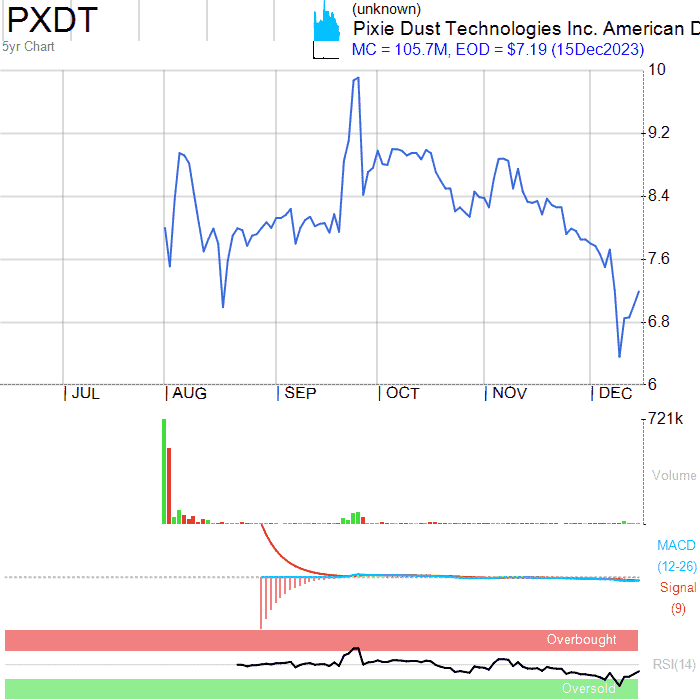 PXDT
5yr Chart
(unknown)
Pixie Dust Technologies Inc. American D
MC = 105.7M, EOD = $7.19 (15Dec2023)
10
9.2
8.4
7.6
6.8
6
JUL AUG SEP OCT NOV DEC
721k
Volume
MACD
(12-26)
Signal
(9)
Overbought
RSI(14)
Oversold